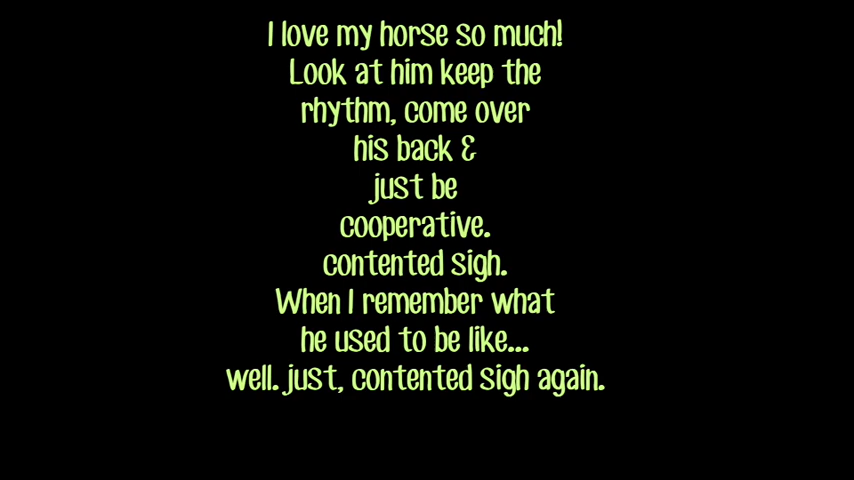 I love my horse so much!
Look at him keep the
rhythm, come over
his back &
just be
cooperative.
contented sigh.
When I remember what
he used to be like...
well. just, contented sigh again.